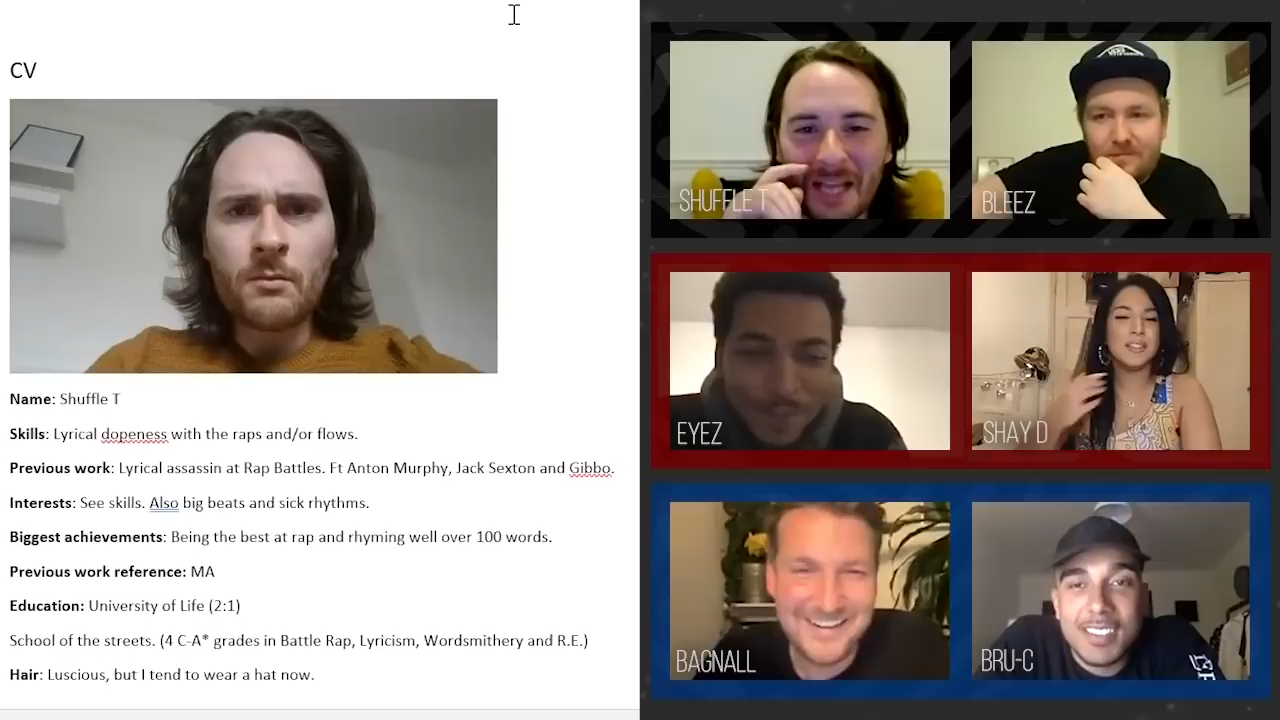 CV
Name: Shuffle T
Skills: Lyrical dopeness with the raps and/or flows.
Previous work: Lyrical assassin at Rap Battles. Ft Anton Murphy, Jack Sexton and Gibbo.
Interests: See skills. Also big beats and sick rhythms.
Biggest achievements: Being the best at rap and rhyming well over 100 words.
Previous work reference: MA
Education: University of Life (2:1)
School of the streets. (4 C-A* grades in Battle Rap, Lyricism, Wordsmithery and R.E.)
Hair: Luscious, but I tend to wear a hat now.
SHUFFLE T
BLEEZ
EYEZ
SHAY D
BAGNALL
BRU-C